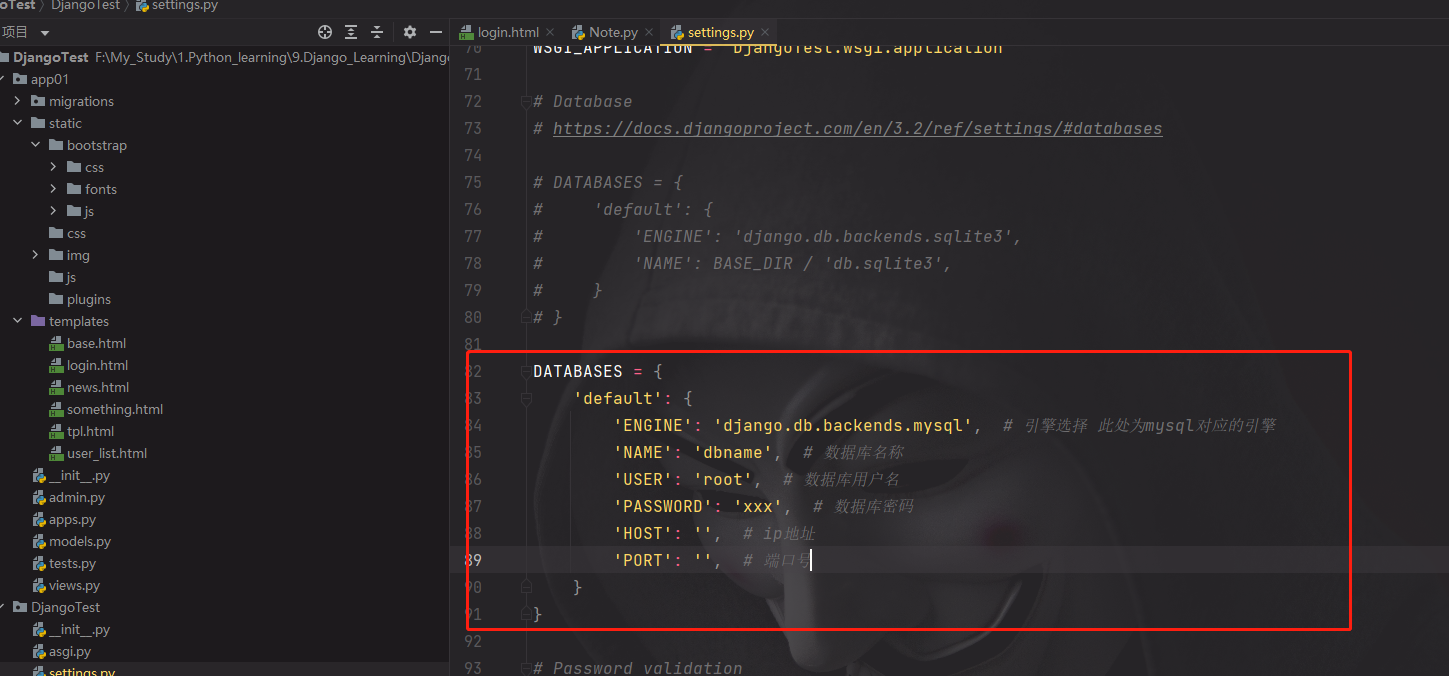 oTest DjangoTest settings.py
项目
login.html Note.py settings.py
DjangoTest F:\My_Study\1.Python_learning\9.Django_Learning\Django
app01
migrations
static
bootstrap
css
fonts
js
css
img
js
plugins
templates
base.html
login.html
news.html
something.html
tpl.html
user_list.html
__init__.py
admin.py
apps.py
models.py
tests.py
views.py
DjangoTest
__init__.py
asgi.py
settings.py
70 WSGI_APPLICATION = 'DjangoTest.wsgi.application'
71
72 # Database
73 # https://docs.djangoproject.com/en/3.2/ref/settings/#databases
74
75 # DATABASES = {
76 #     'default': {
77 #         'ENGINE': 'django.db.backends.sqlite3',
78 #         'NAME': BASE_DIR / 'db.sqlite3',
79 #     }
80 # }
81
82 DATABASES = {
83     'default': {
84         'ENGINE': 'django.db.backends.mysql',  # 引擎选择 此处为mysql对应的引擎
85         'NAME': 'dbname',  # 数据库名称
86         'USER': 'root',  # 数据库用户名
87         'PASSWORD': 'xxx',  # 数据库密码
88         'HOST': '',  # ip地址
89         'PORT': '',  # 端口号
90     }
91 }
92
93 # Password validation